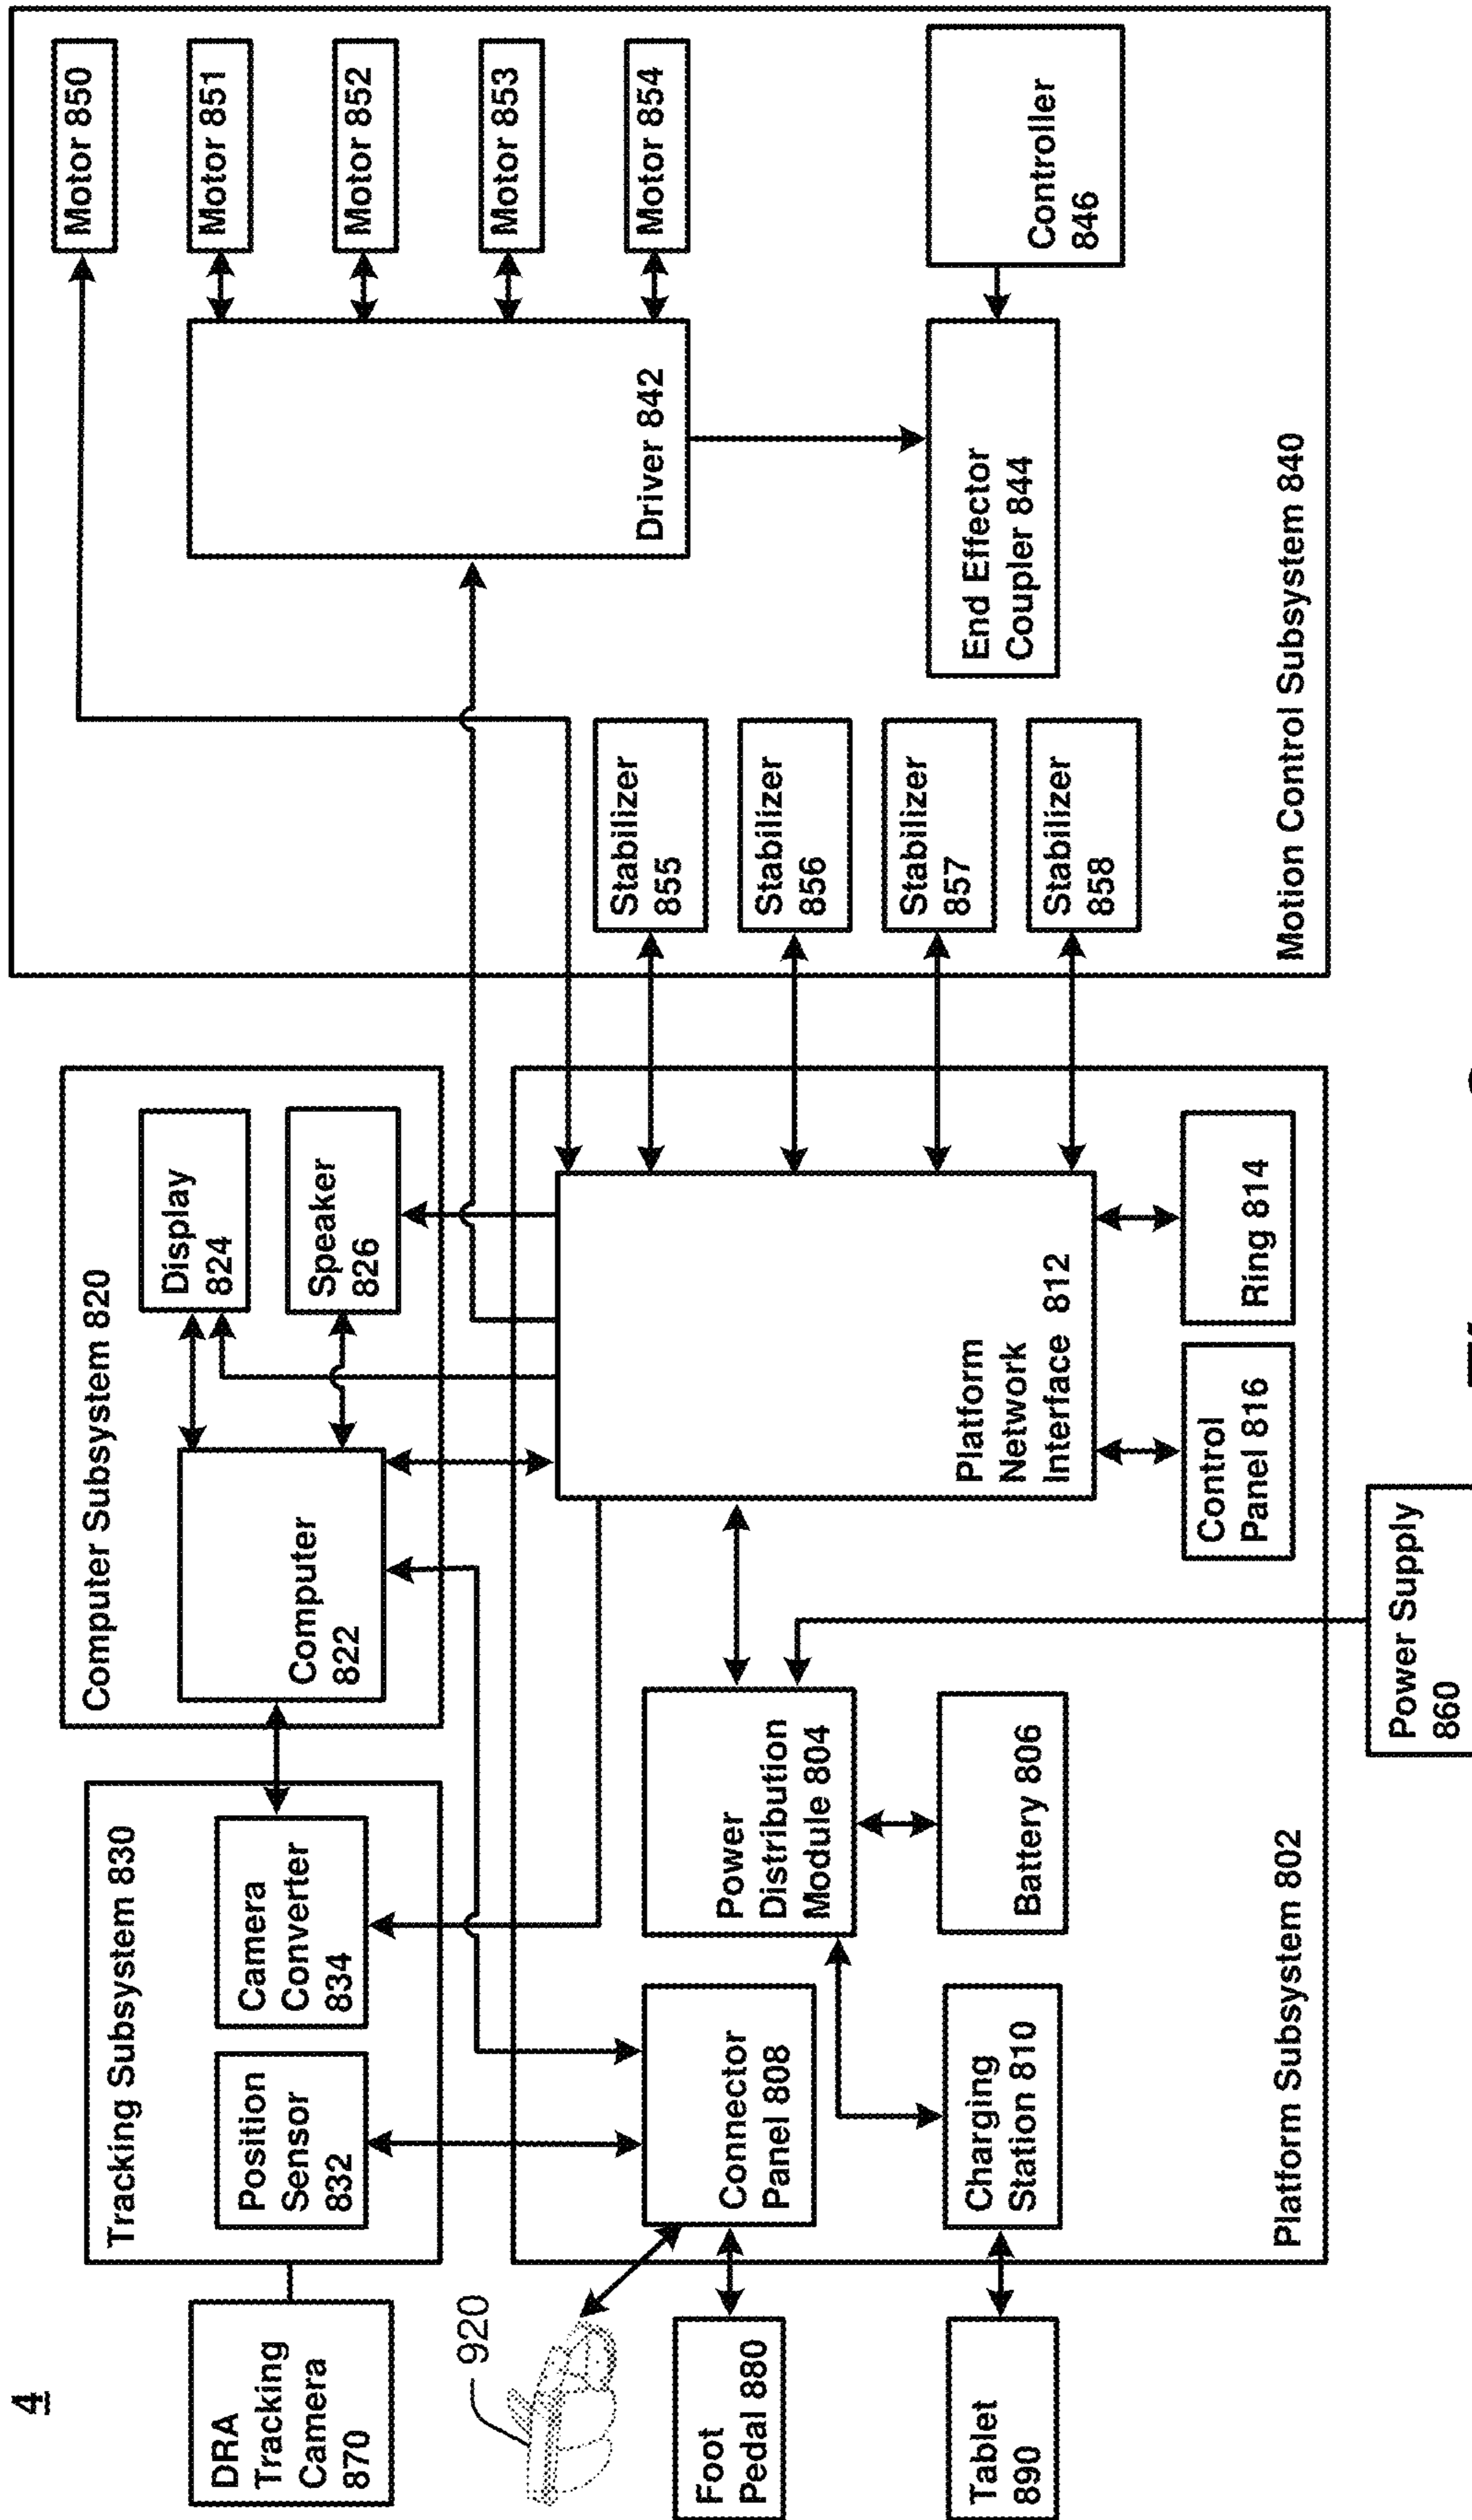 4
DRA
Tracking
Camera
870
920
Foot
Pedal 880
Tablet
890
Tracking Subsystem 830
Position
Sensor
832
Camera
Converter
834
Computer Subsystem 820
Computer
822
Display
824
Speaker
826
Connector
Panel 808
Charging
Station 810
Power
Distribution
Module 804
Battery 806
Platform
Network
Interface 812
Control
Panel 816
Ring 814
Platform Subsystem 802
Power Supply
860
Motor 850
Motor 851
Motor 852
Motor 853
Motor 854
Driver 842
Stabilizer
855
Stabilizer
856
Stabilizer
857
Stabilizer
858
End Effector
Coupler 844
Controller
846
Motion Control Subsystem 840